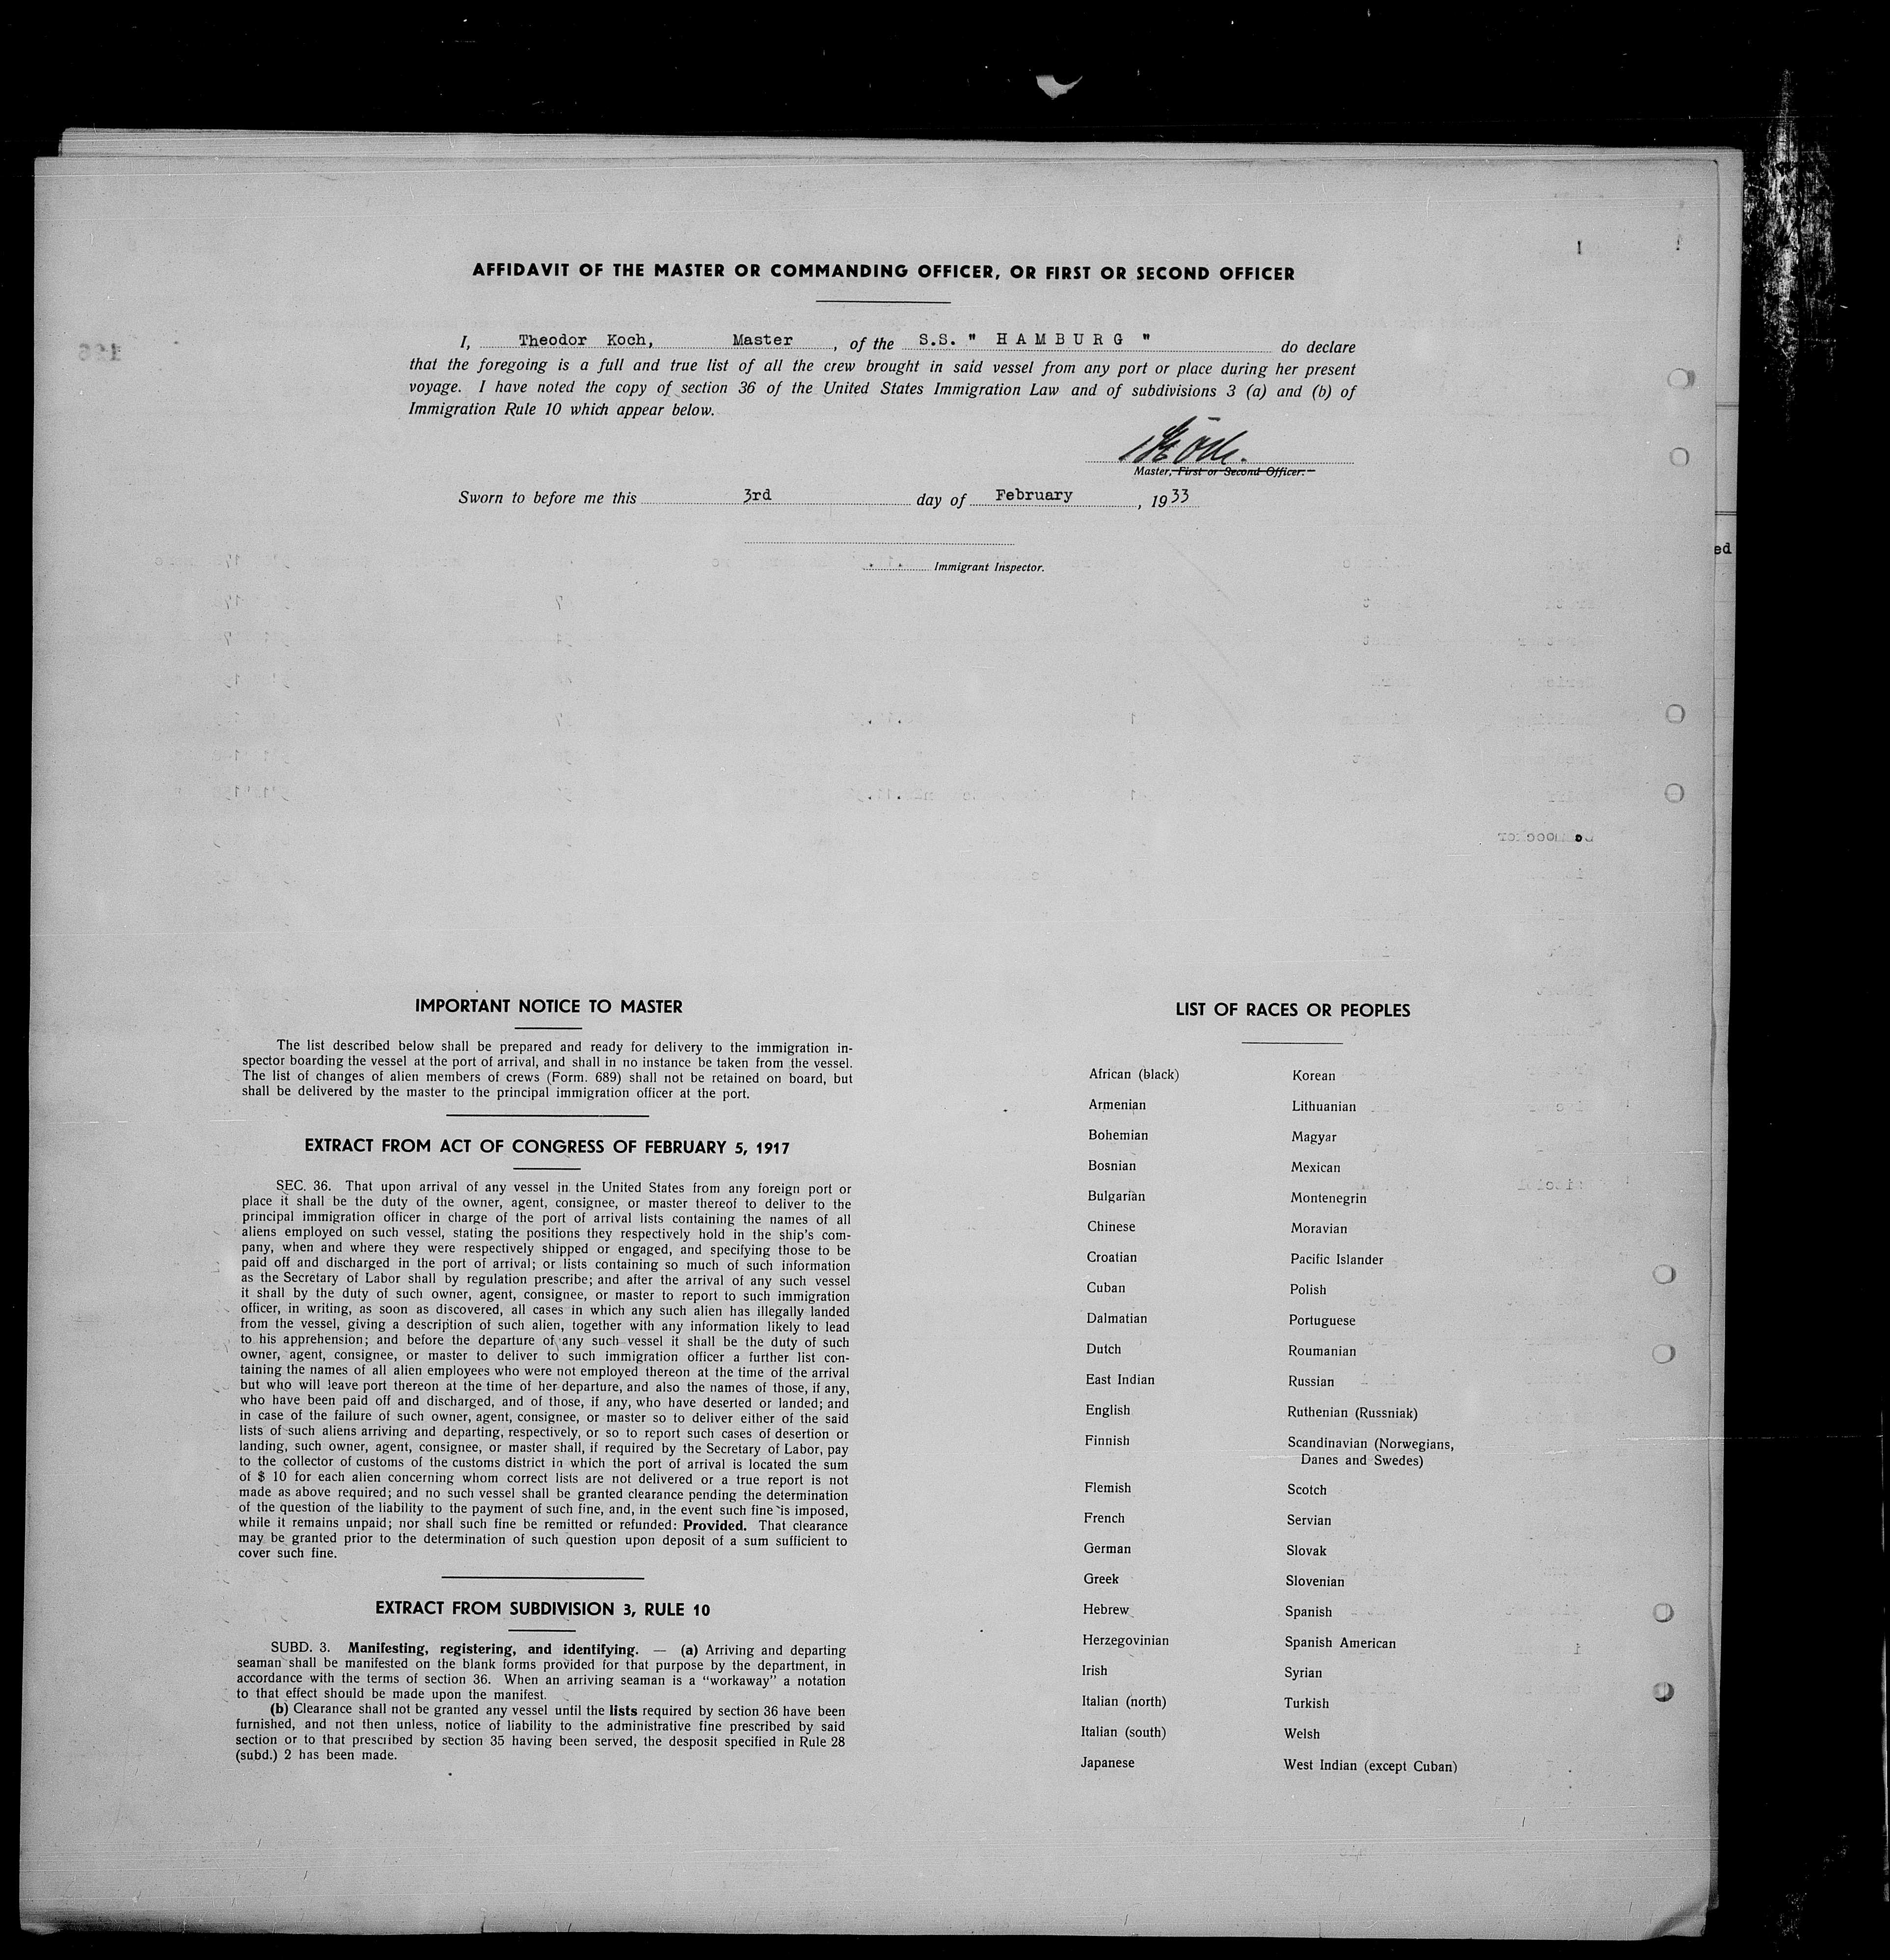 AFFIDAVIT OF THE MASTER OR COMMANDING OFFICER, OR FIRST OR SECOND OFFICER
I, Theodor Koch, Master, of the S.S. " HAMBURG " do declare
that the foregoing is a full and true list of all the crew brought in said vessel from any port or place during her present
voyage. I have noted the copy of section 36 of the United States Immigration Law and of subdivisions 3 (a) and (b) of
Immigration Rule 10 which appear below.
Master, First or Second Officer.
Sworn to before me this 3rd day of February, 1933
Immigrant Inspector.
ed
IMPORTANT NOTICE TO MASTER
The list described below shall be prepared and ready for delivery to the immigration in-
spector boarding the vessel at the port of arrival, and shall in no instance be taken from the vessel.
The list of changes of alien members of crews (Form. 689) shall not be retained on board, but
shall be delivered by the master to the principal immigration officer at the port.
EXTRACT FROM ACT OF CONGRESS OF FEBRUARY 5, 1917
SEC. 36. That upon arrival of any vessel in the United States from any foreign port or
place it shall be the duty of the owner, agent, consignee, or master thereof to deliver to the
principal immigration officer in charge of the port of arrival lists containing the names of all
aliens employed on such vessel, stating the positions they respectively hold in the ship's com-
pany, when and where they were respectively shipped or engaged, and specifying those to be
paid off and discharged in the port of arrival; or lists containing so much of such information
as the Secretary of Labor shall by regulation prescribe; and after the arrival of any such vessel
it shall by the duty of such owner, agent, consignee, or master to report to such immigration
officer, in writing, as soon as discovered, all cases in which any such alien has illegally landed
from the vessel, giving a description of such alien, together with any information likely to lead
to his apprehension; and before the departure of any such vessel it shall be the duty of such
owner, agent, consignee, or master to deliver to such immigration officer a further list con-
taining the names of all alien employees who were not employed thereon at the time of the arrival
but who will leave port thereon at the time of her departure, and also the names of those, if any,
who have been paid off and discharged, and of those, if any, who have deserted or landed; and
in case of the failure of such owner, agent, consignee, or master so to deliver either of the said
lists of such aliens arriving and departing, respectively, or so to report such cases of desertion or
landing, such owner, agent, consignee, or master shall, if required by the Secretary of Labor, pay
to the collector of customs of the customs district in which the port of arrival is located the sum
of $ 10 for each alien concerning whom correct lists are not delivered or a true report is not
made as above required; and no such vessel shall be granted clearance pending the determination
of the question of the liability to the payment of such fine, and, in the event such fine is imposed,
while it remains unpaid; nor shall such fine be remitted or refunded: Provided. That clearance
may be granted prior to the determination of such question upon deposit of a sum sufficient to
cover such fine.
EXTRACT FROM SUBDIVISION 3, RULE 10
SUBD. 3. Manifesting, registering, and identifying. — (a) Arriving and departing
seaman shall be manifested on the blank forms provided for that purpose by the department, in
accordance with the terms of section 36. When an arriving seaman is a “workaway” a notation
to that effect should be made upon the manifest.
(b) Clearance shall not be granted any vessel until the lists required by section 36 have been
furnished, and not then unless, notice of liability to the administrative fine prescribed by said
section or to that presciibed by section 35 having been served, the desposit specified in Rule 28
(subd.) 2 has been made.
LIST OF RACES OR PEOPLES
African (black)
Armenian
Bohemian
Bosnian
Bulgarian
Chinese
Croatian
Cuban
Dalmatian
Dutch
East Indian
English
Finnish
Flemish
French
German
Greek
Hebrew
Herzegovinian
Irish
Italian (north)
Italian (south)
Japanese
Korean
Lithuanian
Magyar
Mexican
Montenegrin
Moravian
Pacific Islander
Polish
Portuguese
Roumanian
Russian
Ruthenian (Russniak)
Scandinavian (Norwegians,
Danes and Swedes)
Scotch
Servian
Slovak
Slovenian
Spanish
Spanish American
Syrian
Turkish
Welsh
West Indian (except Cuban)